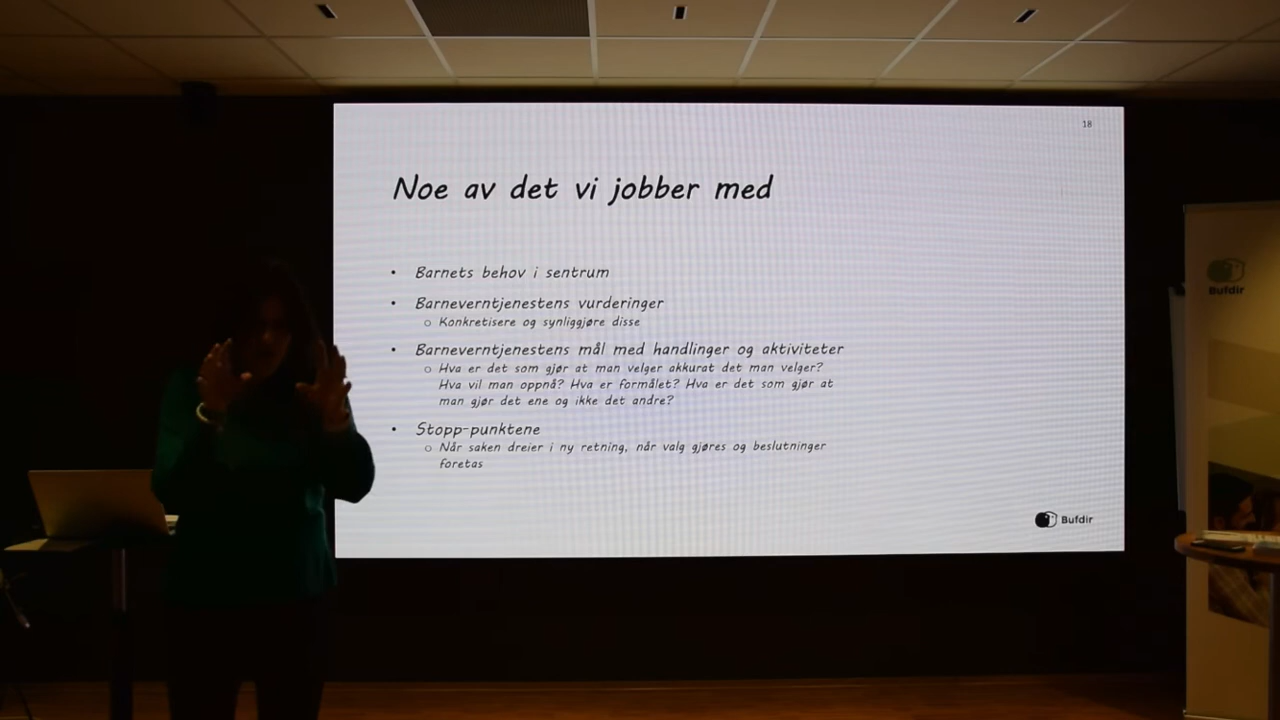 18
Noe av det vi jobber med
• Barnets behov i sentrum
• Barneverntjenestens vurderinger
○ Konkretisere og synliggjøre disse
• Barneverntjenestens mål med handlinger og aktiviteter
○ Hva er det som gjør at man velger akkurat det man velger?
Hva vil man oppnå? Hva er formålet? Hva er det som gjør at
man gjør det ene og ikke det andre?
• Stopp-punktene
○ Når saken dreier i ny retning, når valg gjøres og beslutninger
foretas
Bufdir
Bufdir